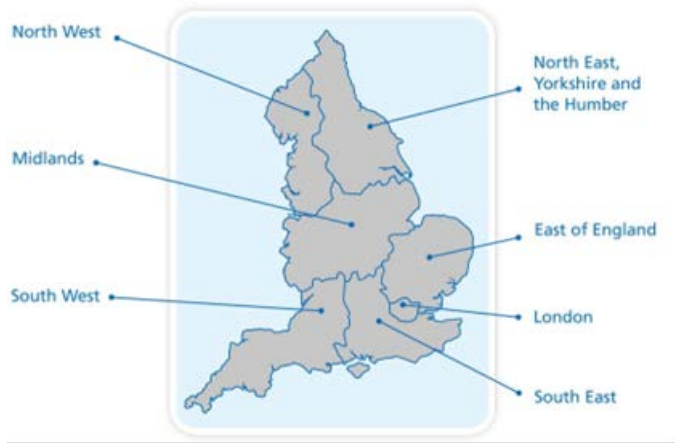 North West
Midlands
South West
North East,
Yorkshire and
the Humber
East of England
London
South East